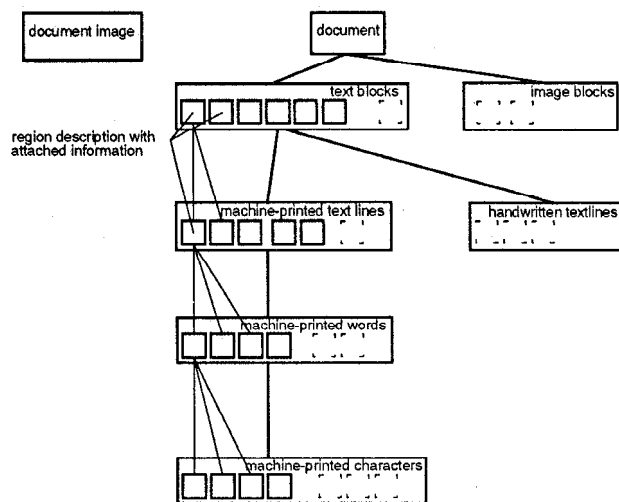 document image
document
text blocks
image blocks
region description with
attached information
machine-printed text lines
handwritten textlines
machine-printed words
machine-printed characters